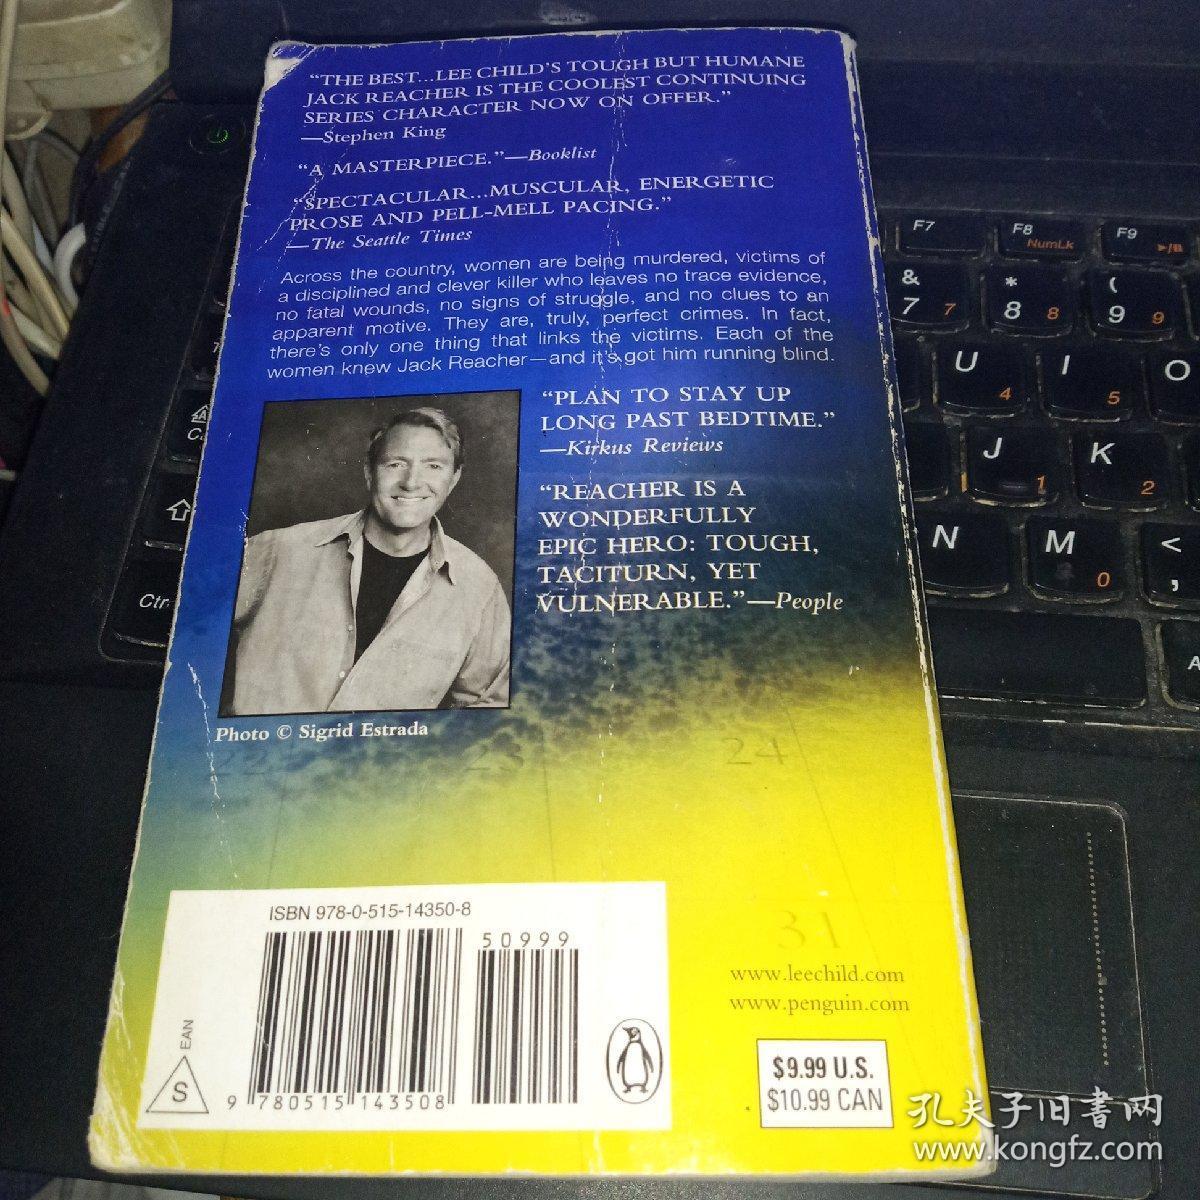 “THE BEST...LEE CHILD'S TOUGH BUT HUMANE
JACK REACHER IS THE COOLEST CONTINUING
SERIES CHARACTER NOW ON OFFER.”
—Stephen King
“A MASTERPIECE.”—Booklist
“SPECTACULAR...MUSCULAR, ENERGETIC
PROSE AND PELL-MELL PACING.”
—The Seattle Times
Across the country, women are being murdered, victims of
a disciplined and clever killer who leaves no trace evidence,
no fatal wounds, no signs of struggle, and no clues to an
apparent motive. They are, truly, perfect crimes. In fact,
there's only one thing that links the victims. Each of the
women knew Jack Reacher—and it's got him running blind.
“PLAN TO STAY UP
LONG PAST BEDTIME.”
—Kirkus Reviews
“REACHER IS A
WONDERFULLY
EPIC HERO: TOUGH,
TACITURN, YET
VULNERABLE.”—People
Photo © Sigrid Estrada
22 23 24
31
ISBN 978-0-515-14350-8
50999
EAN
S
9 780515 143508
www.leechild.com
www.penguin.com
$9.99 U.S.
$10.99 CAN
F7 F8 NumLk F9
& 7 7 * 8 8 ( 9 9
U 4 I 5 O
J 1 K 2
N M 0 < ,
Ctr
A
孔夫子旧书网
www.kongfz.com